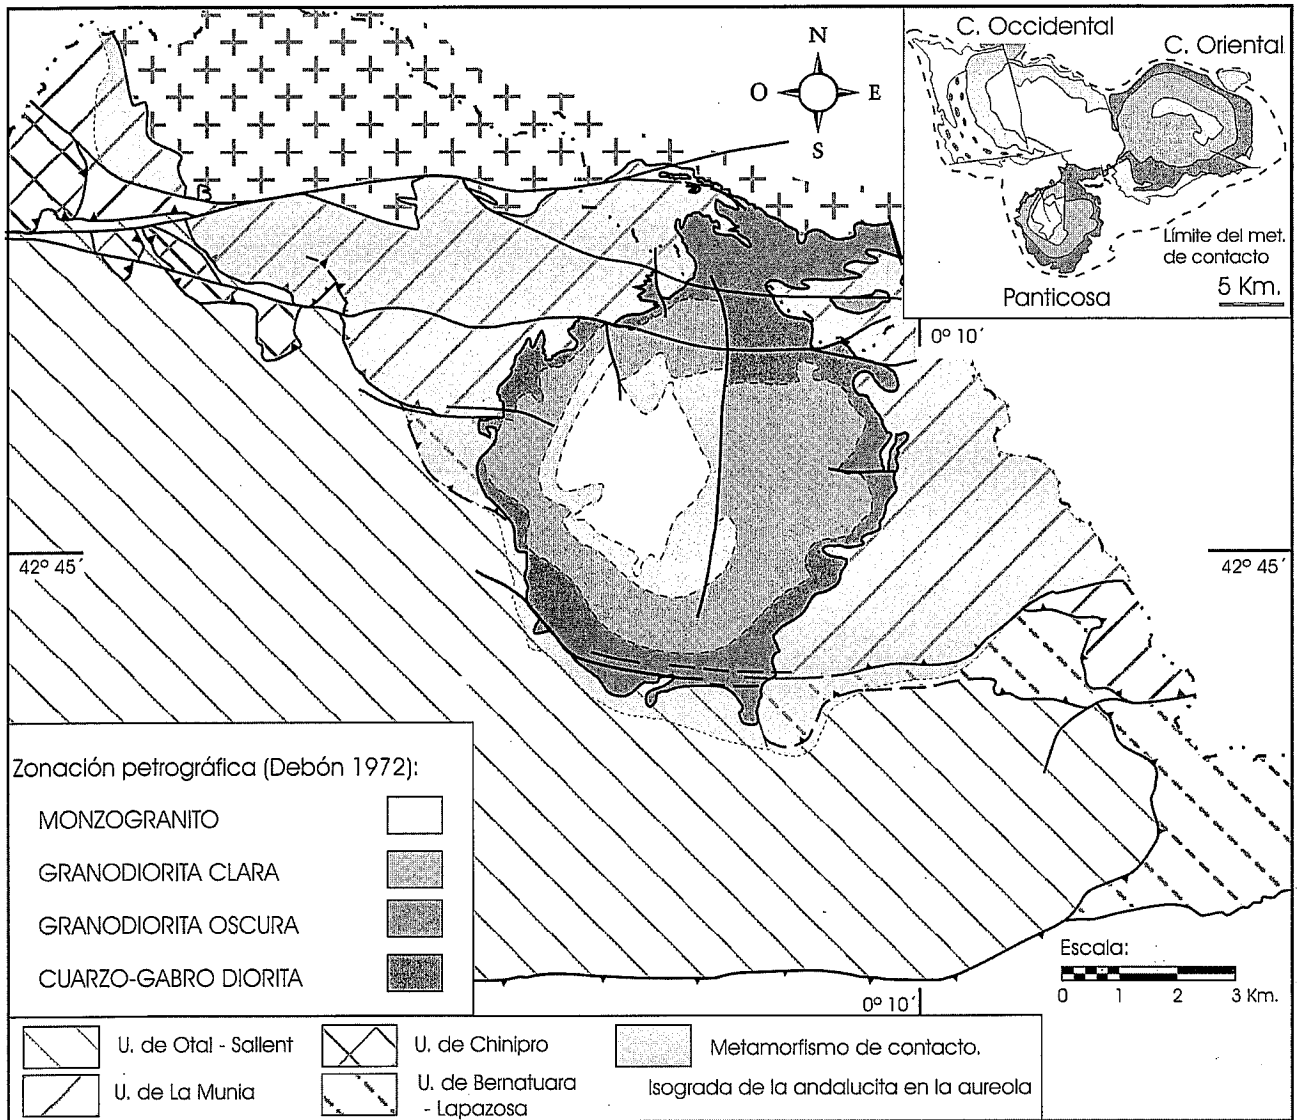 C. Occidental
C. Oriental
N
O
E
S
Límite del met.
de contacto
Panticosa
5 Km.
0° 10´
42° 45´
42° 45´
Zonación petrográfica (Debón 1972):
MONZOGRANITO
GRANODIORITA CLARA
GRANODIORITA OSCURA
CUARZO-GABRO DIORITA
Escala:
0 1 2 3 Km.
0° 10´
U. de Otal - Sallent
U. de Chinipro
Metamorfismo de contacto.
U. de La Munia
U. de Bernatuara
- Lapazosa
Isograda de la andalucita en la aureola